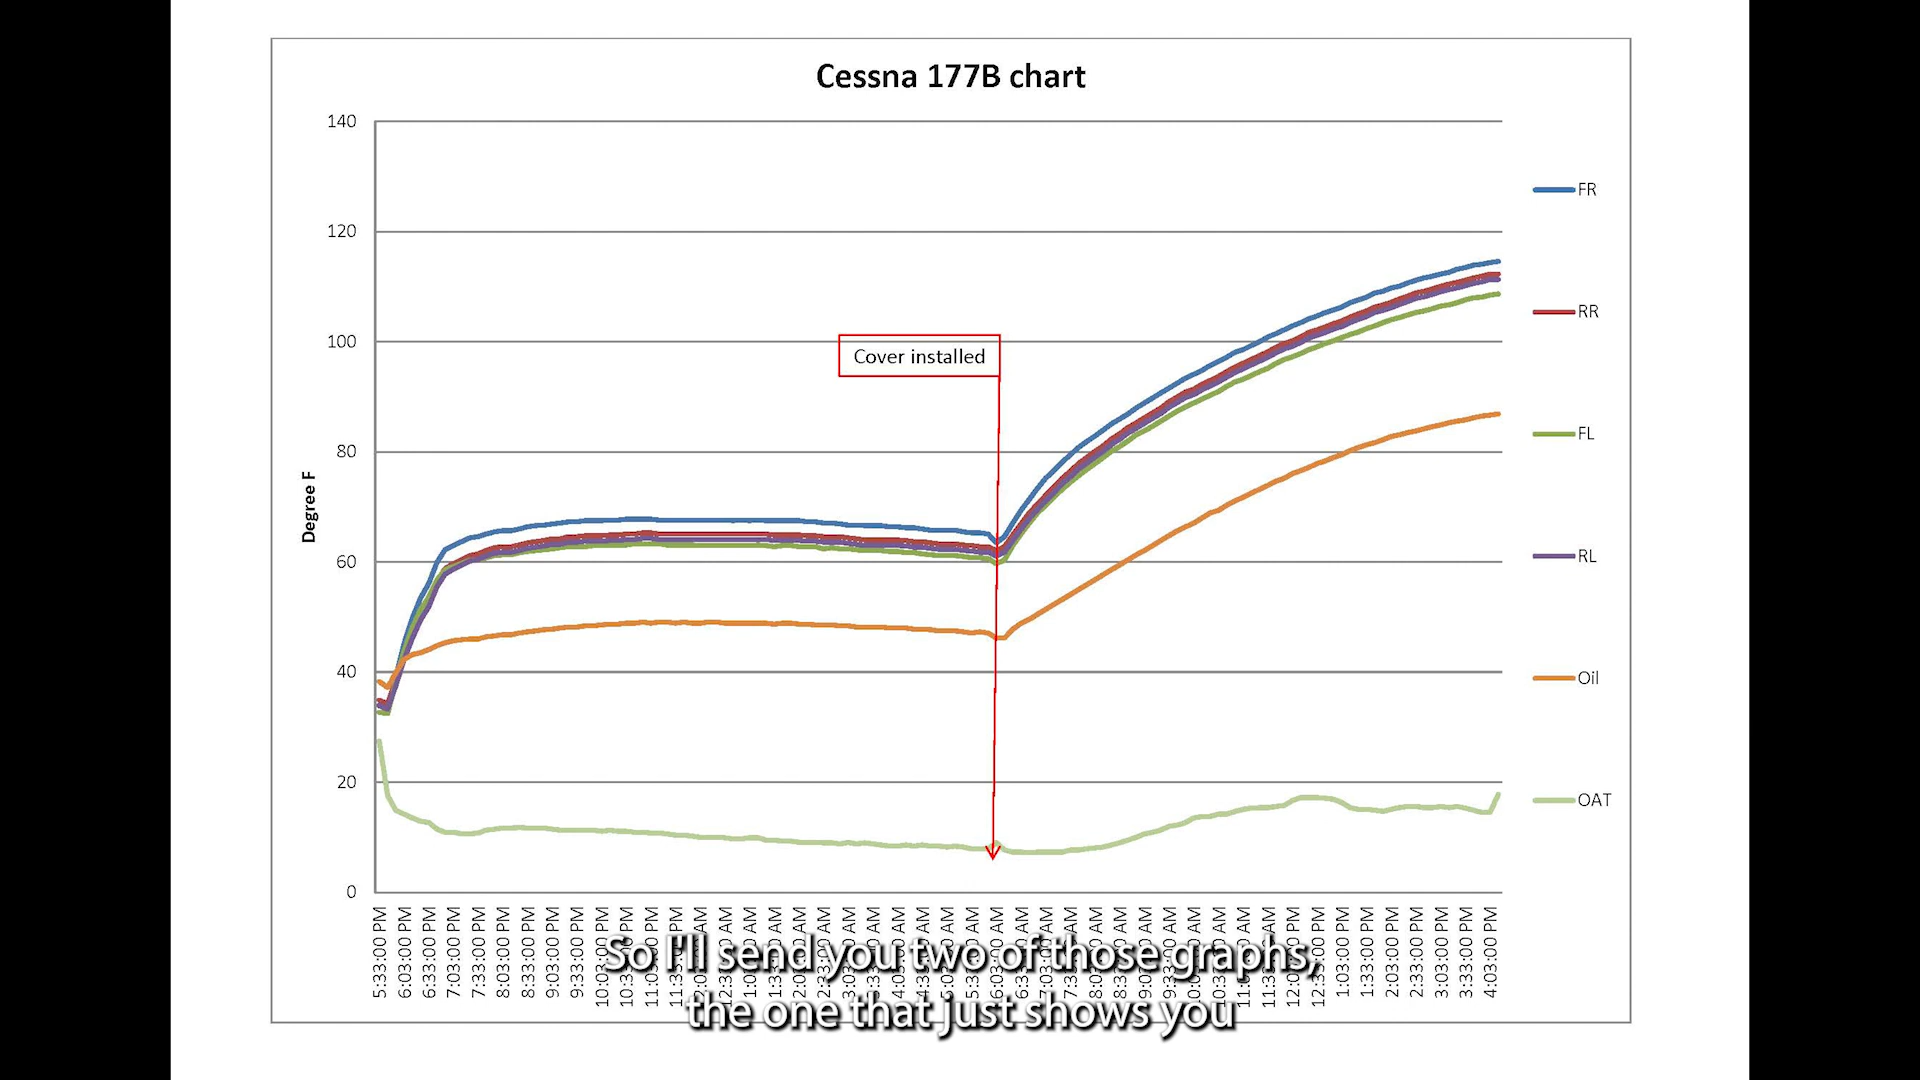 Cessna 177B chart
140
120
100
80
60
40
20
0
Degree F
Cover installed
FR
RR
FL
RL
Oil
OAT
5:33:00 PM
6:03:00 PM
6:33:00 PM
7:03:00 PM
7:33:00 PM
8:03:00 PM
8:33:00 PM
9:03:00 PM
9:33:00 PM
10:03:00 PM
11:03:00 PM
1:03:00 PM
1:33:00 PM
2:03:00 PM
2:33:00 PM
3:03:00 PM
3:33:00 PM
4:03:00 PM
So I'll send you two of those graphs,
the one that just shows you